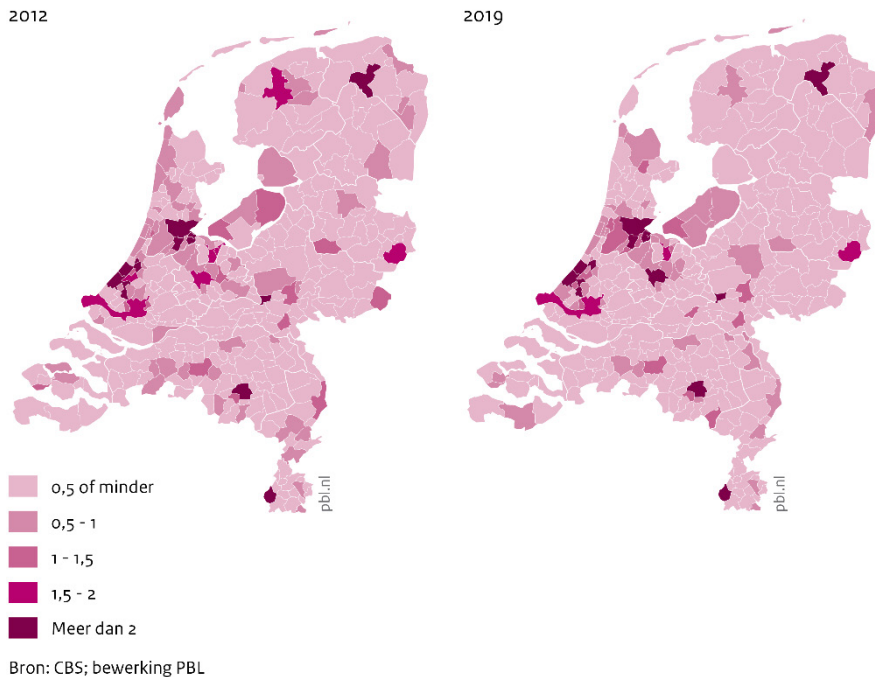 2012
2019
0,5 of minder
0,5 - 1
1 - 1,5
1,5 - 2
Meer dan 2
pbl.nl
pbl.nl
Bron: CBS; bewerking PBL